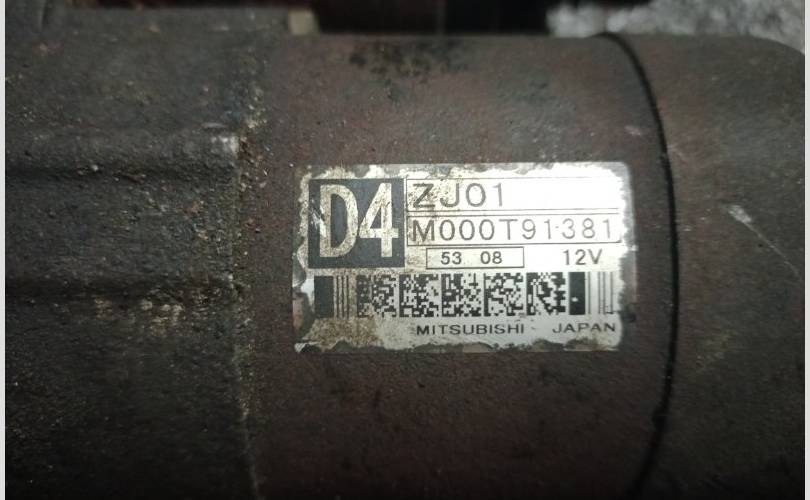 D4
ZJ01
M000T91381
53 08
12V
MITSUBISHI JAPAN